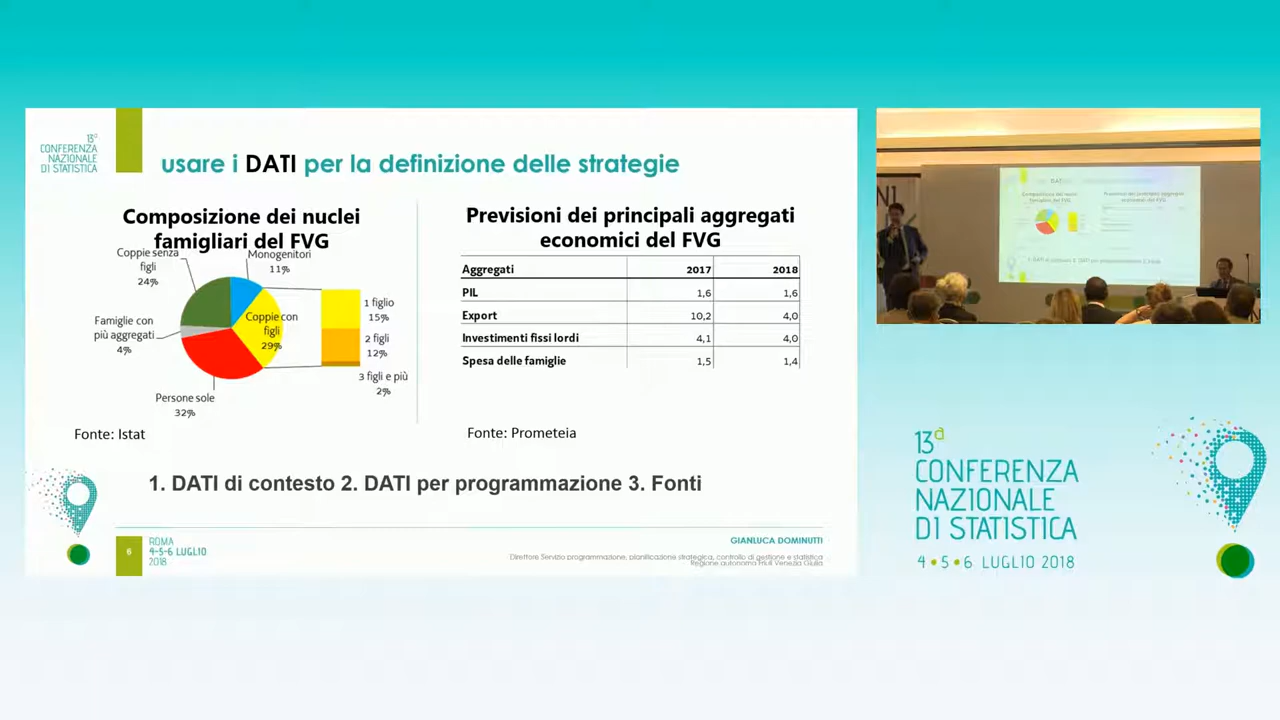 13a
CONFERENZA
NAZIONALE
DI STATISTICA
usare i DATI per la definizione delle strategie
Composizione dei nuclei
famigliari del FVG
Coppie senza
figli
24%
Monogenitori
11%
Coppie con
figli
29%
1 figlio
15%
2 figli
12%
3 figli e più
2%
Famiglie con
più aggregati
4%
Persone sole
32%
Fonte: Istat
Previsioni dei principali aggregati
economici del FVG
Aggregati 2017 2018
PIL 1,6 1,6
Export 10,2 4,0
Investimenti fissi lordi 4,1 4,0
Spesa delle famiglie 1,5 1,4
Fonte: Prometeia
1. DATI di contesto 2. DATI per programmazione 3. Fonti
6
ROMA
4-5-6 LUGLIO
2018
GIANLUCA DOMINUTTI
Direttore Servizio programmazione, pianificazione strategica, controllo di gestione e statistica
Regione autonoma Friuli Venezia Giulia
13a
CONFERENZA
NAZIONALE
DI STATISTICA
4 • 5 • 6 LUGLIO 2018